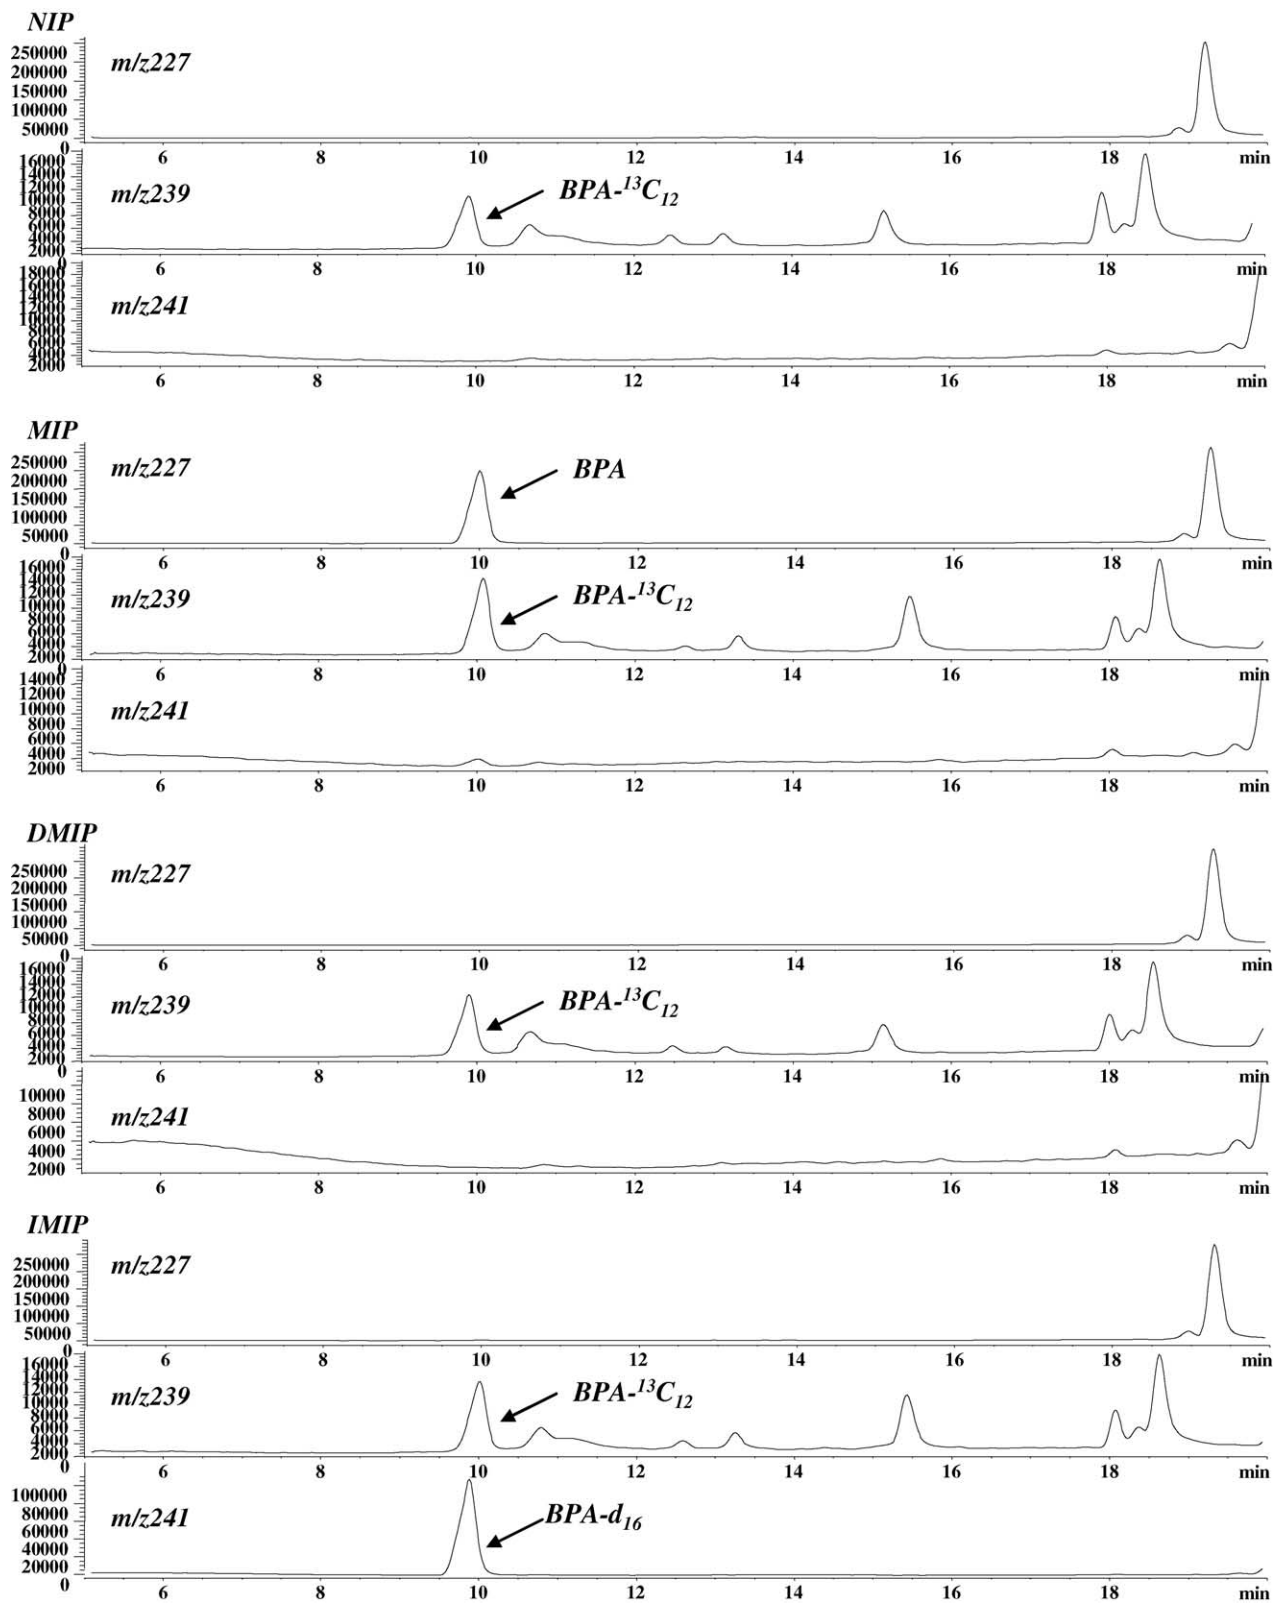 NIP
250000
200000
150000
100000
50000
0
m/z227
6 8 10 12 14 16 18 min
16000
14000
12000
10000
8000
6000
4000
2000
0
m/z239
BPA-¹³C₁₂
6 8 10 12 14 16 18 min
18000
16000
14000
12000
10000
8000
6000
4000
2000
m/z241
6 8 10 12 14 16 18 min
MIP
250000
200000
150000
100000
50000
0
m/z227
BPA
6 8 10 12 14 16 18 min
16000
14000
12000
10000
8000
6000
4000
2000
0
m/z239
BPA-¹³C₁₂
6 8 10 12 14 16 18 min
14000
12000
10000
8000
6000
4000
2000
m/z241
6 8 10 12 14 16 18 min
DMIP
250000
200000
150000
100000
50000
0
m/z227
6 8 10 12 14 16 18 min
16000
14000
12000
10000
8000
6000
4000
2000
0
m/z239
BPA-¹³C₁₂
6 8 10 12 14 16 18 min
10000
8000
6000
4000
2000
m/z241
6 8 10 12 14 16 18 min
IMIP
250000
200000
150000
100000
50000
0
m/z227
6 8 10 12 14 16 18 min
16000
14000
12000
10000
8000
6000
4000
2000
0
m/z239
BPA-¹³C₁₂
6 8 10 12 14 16 18 min
100000
80000
60000
40000
20000
0
m/z241
BPA-d₁₆
6 8 10 12 14 16 18 min